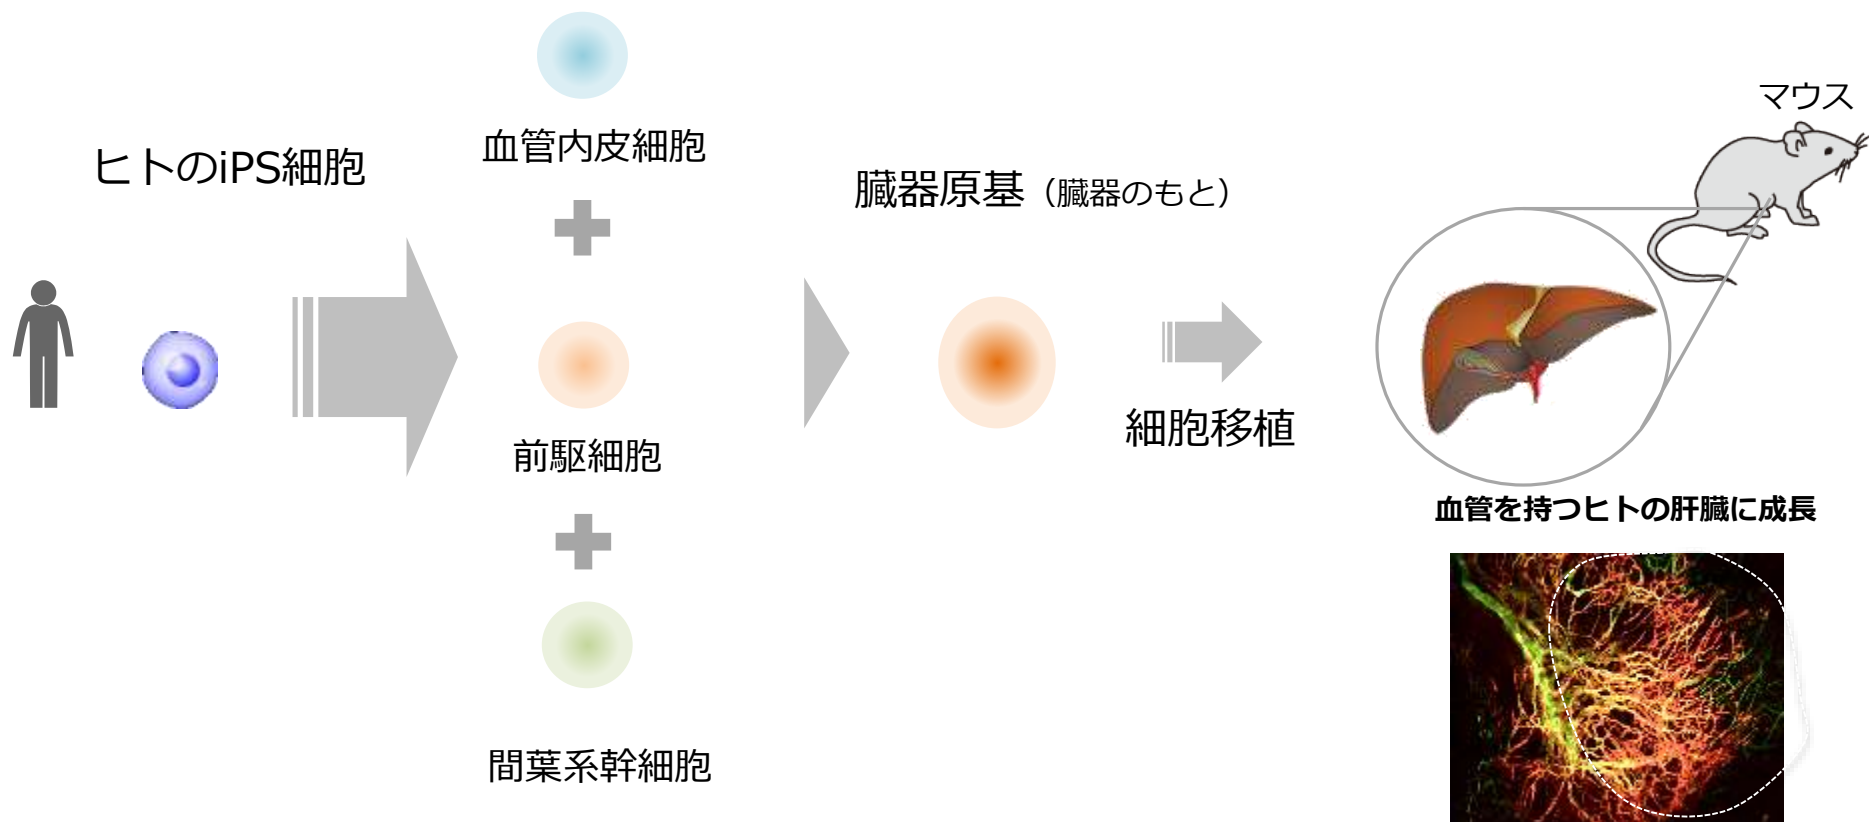 ヒトのiPS細胞
血管内皮細胞
前駆細胞
間葉系幹細胞
臓器原基（臓器のもと）
細胞移植
マウス
血管を持つヒトの肝臓に成長